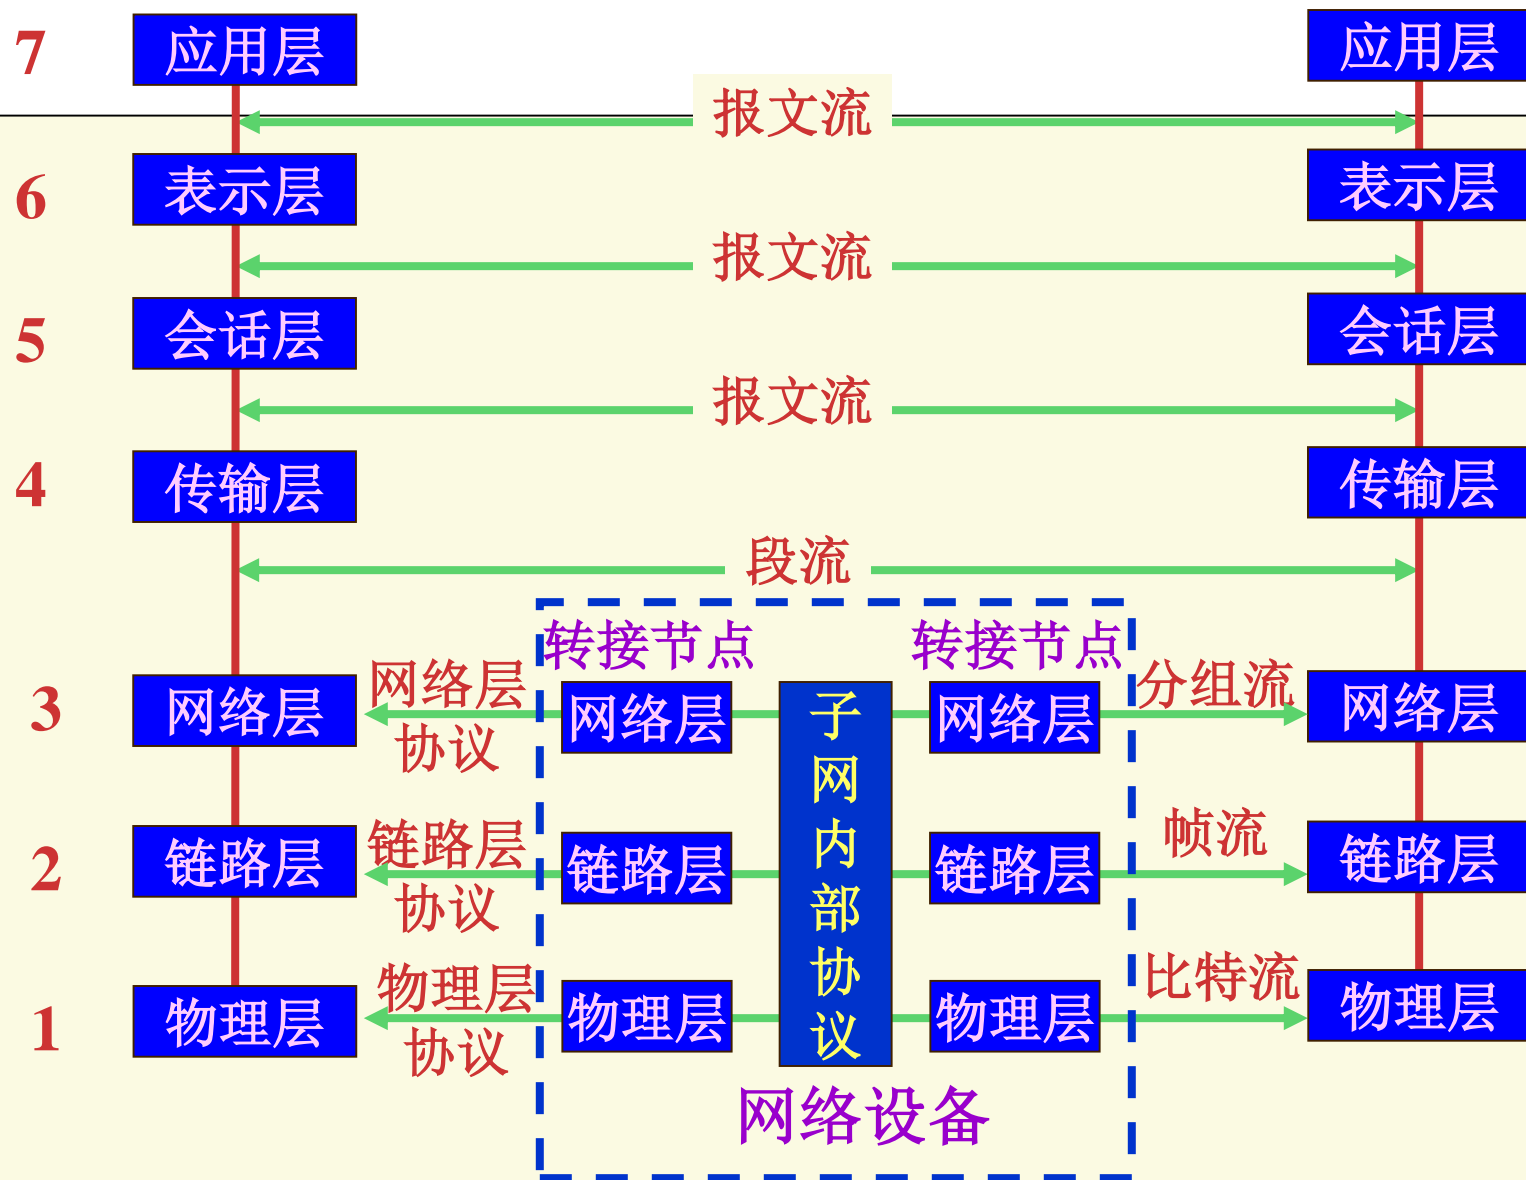 7
应用层
应用层
报文流
6
表示层
表示层
报文流
5
会话层
会话层
报文流
4
传输层
传输层
段流
转接节点
转接节点
3
网络层
网络层
协议
网络层
子网内部协议
网络层
分组流
网络层
2
链路层
链路层
协议
链路层
链路层
帧流
链路层
1
物理层
物理层
协议
物理层
物理层
比特流
物理层
网络设备